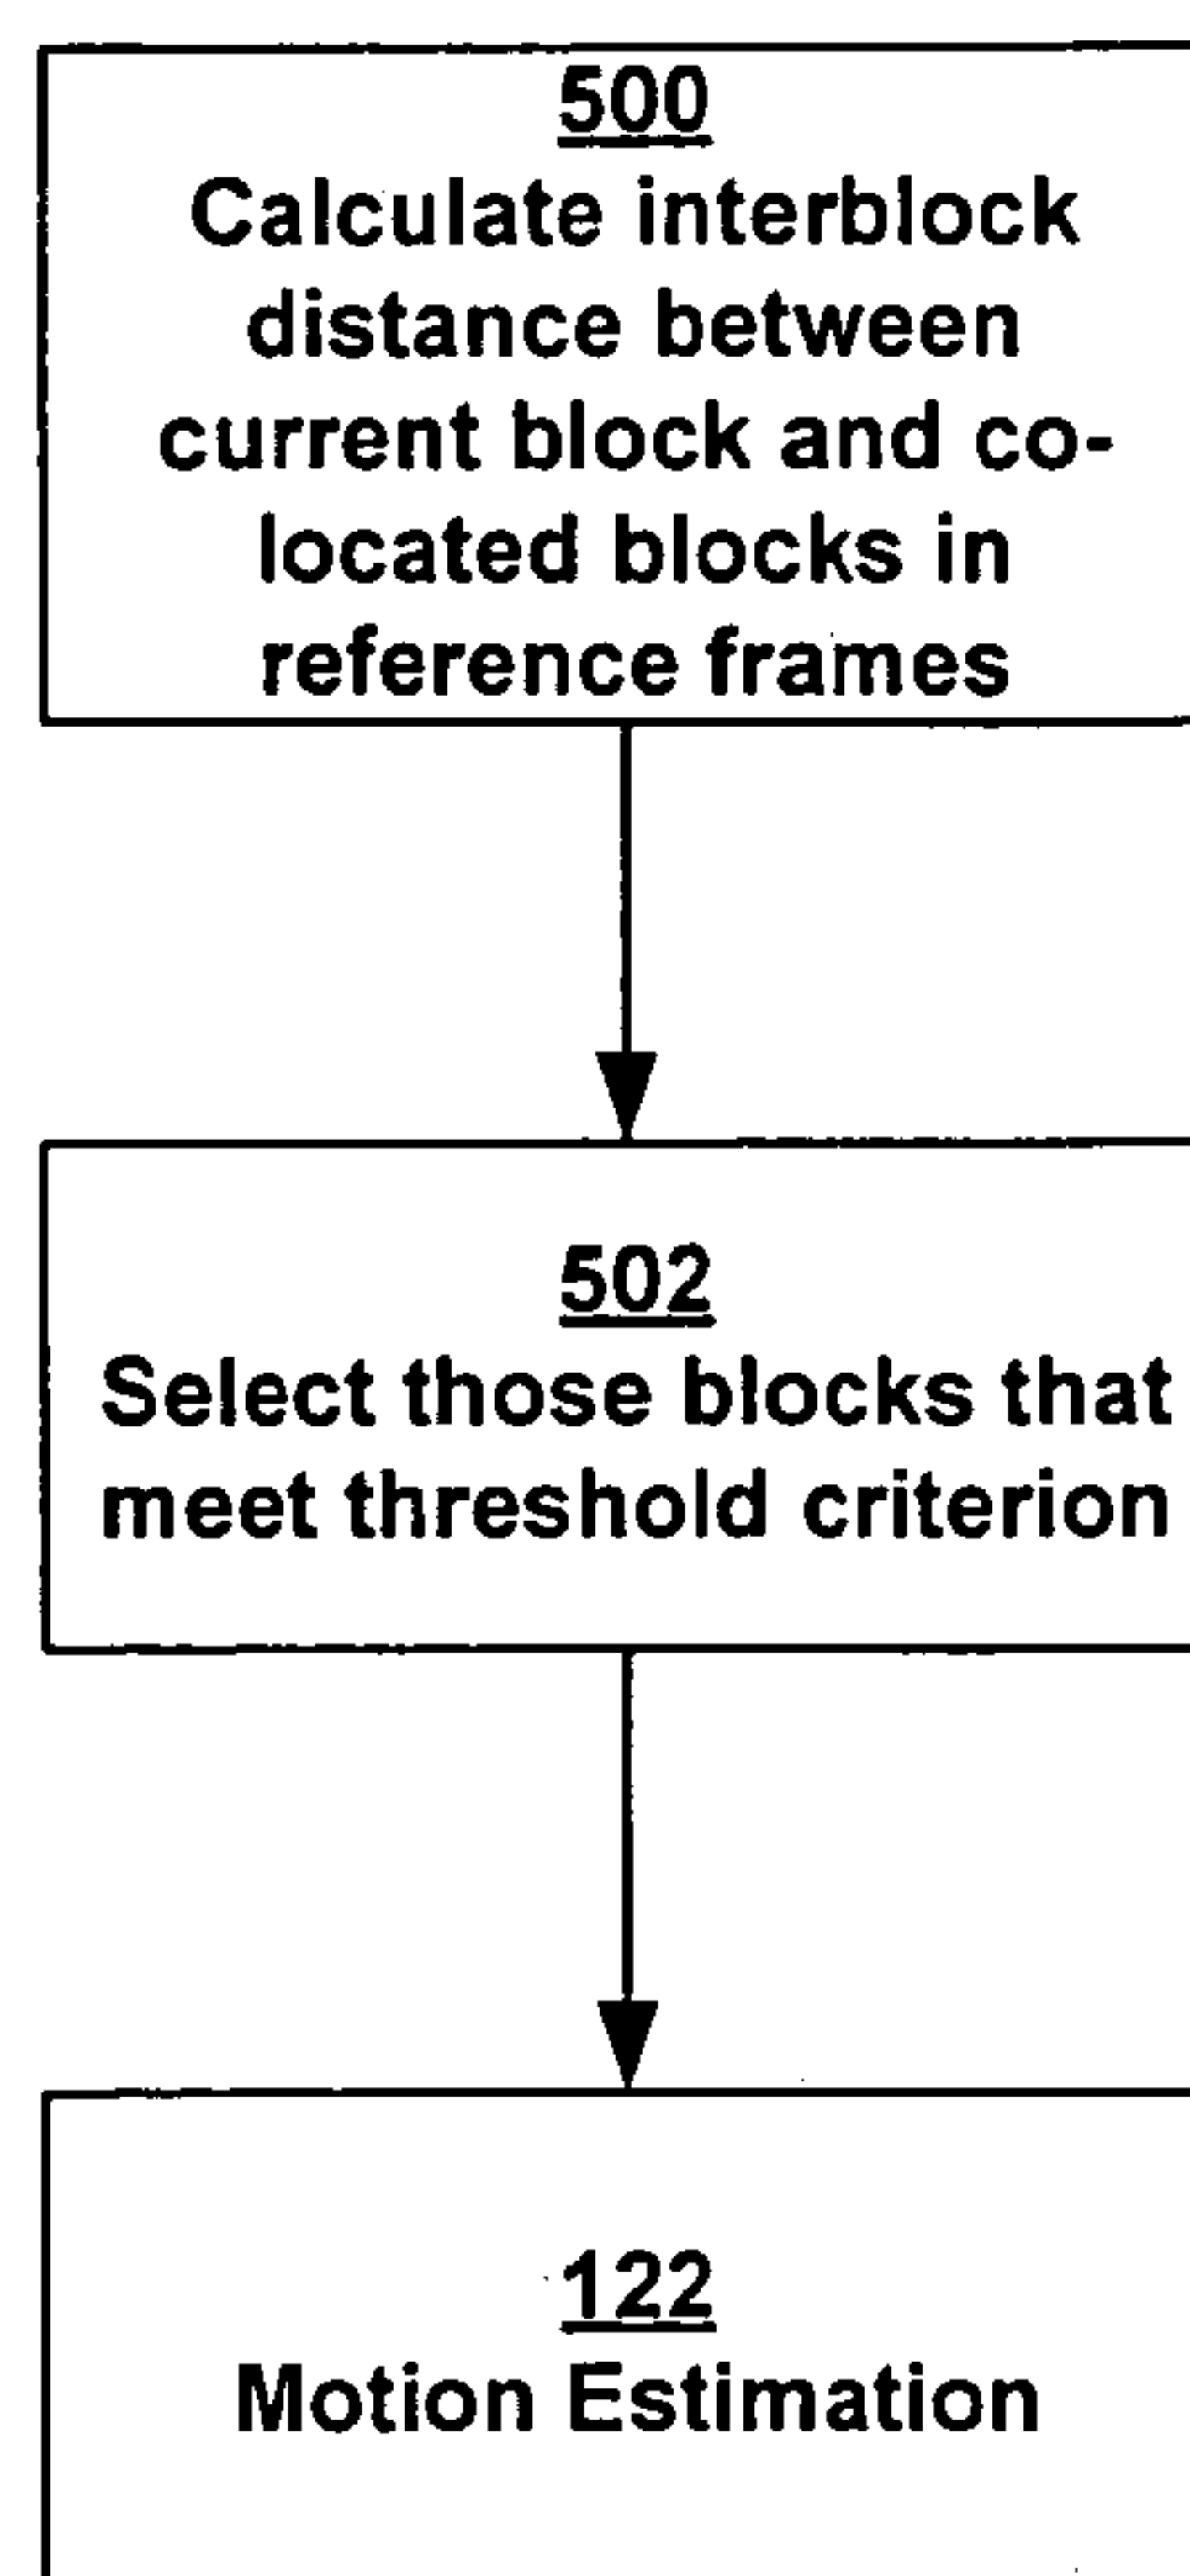 500
Calculate interblock
distance between
current block and co-
located blocks in
reference frames
502
Select those blocks that
meet threshold criterion
122
Motion Estimation